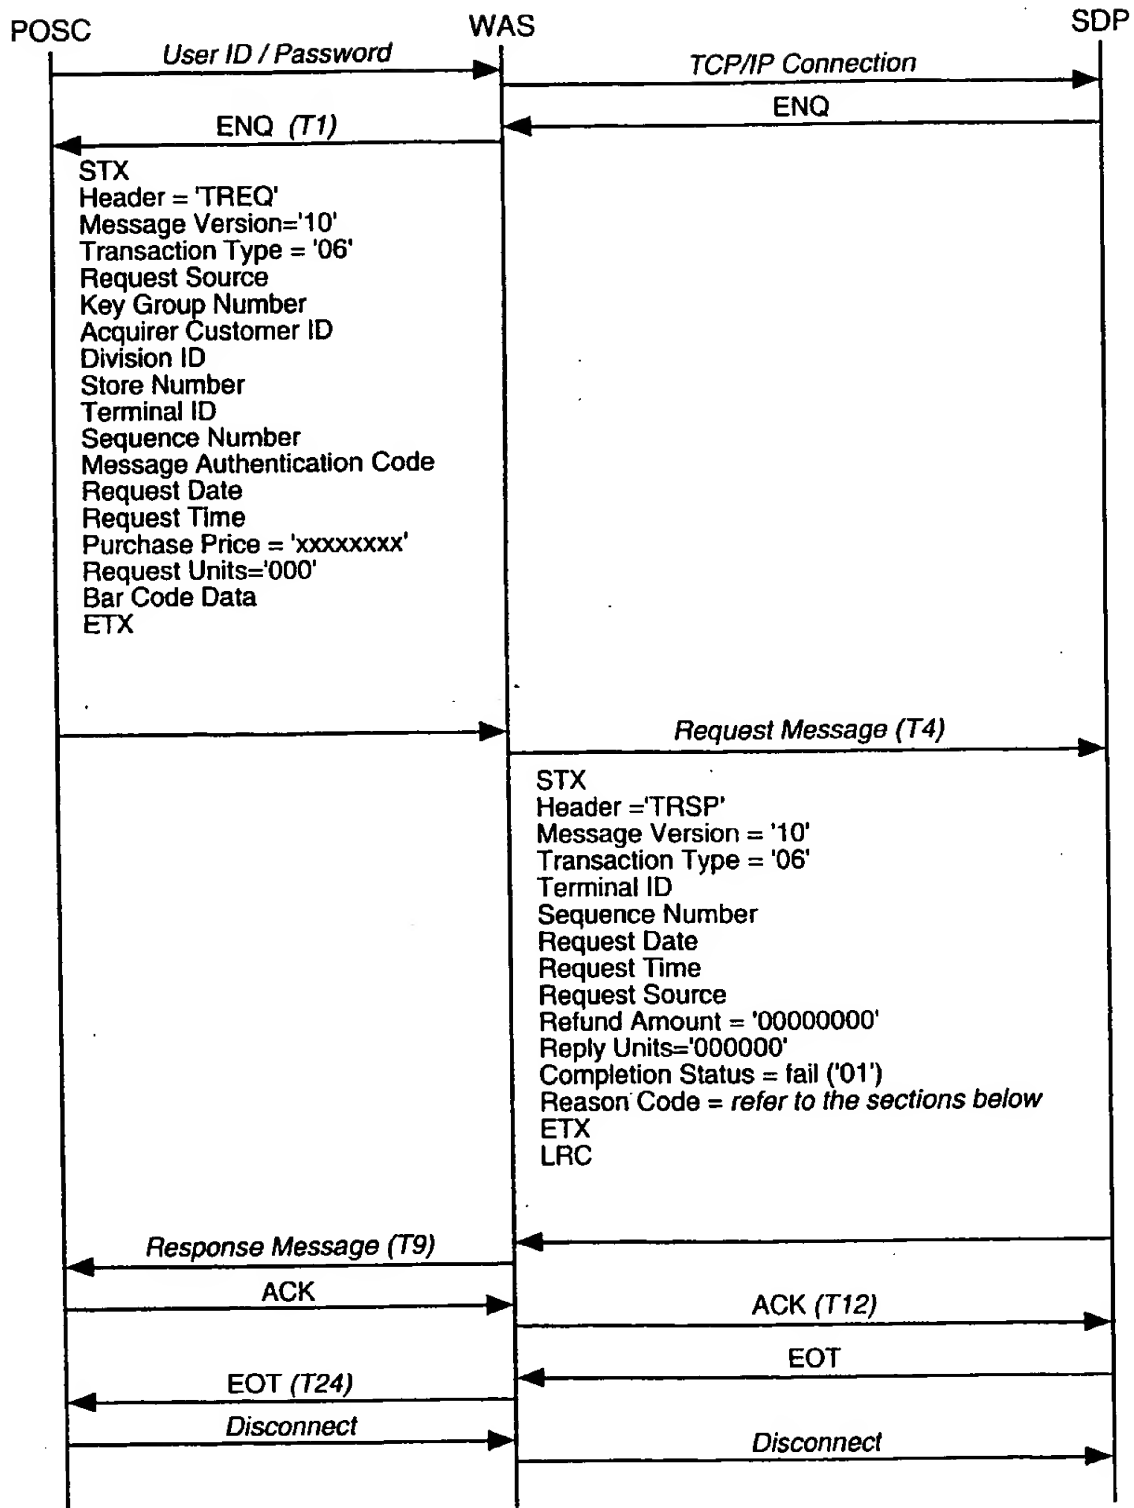 POSC
WAS
SDP
User ID / Password
TCP/IP Connection
ENQ
ENQ (T1)
STX
Header = 'TREQ'
Message Version='10'
Transaction Type = '06'
Request Source
Key Group Number
Acquirer Customer ID
Division ID
Store Number
Terminal ID
Sequence Number
Message Authentication Code
Request Date
Request Time
Purchase Price = 'xxxxxxxx'
Request Units='000'
Bar Code Data
ETX
Request Message (T4)
STX
Header ='TRSP'
Message Version = '10'
Transaction Type = '06'
Terminal ID
Sequence Number
Request Date
Request Time
Request Source
Refund Amount = '00000000'
Reply Units='000000'
Completion Status = fail ('01')
Reason Code = refer to the sections below
ETX
LRC
Response Message (T9)
ACK
ACK (T12)
EOT
EOT (T24)
Disconnect
Disconnect